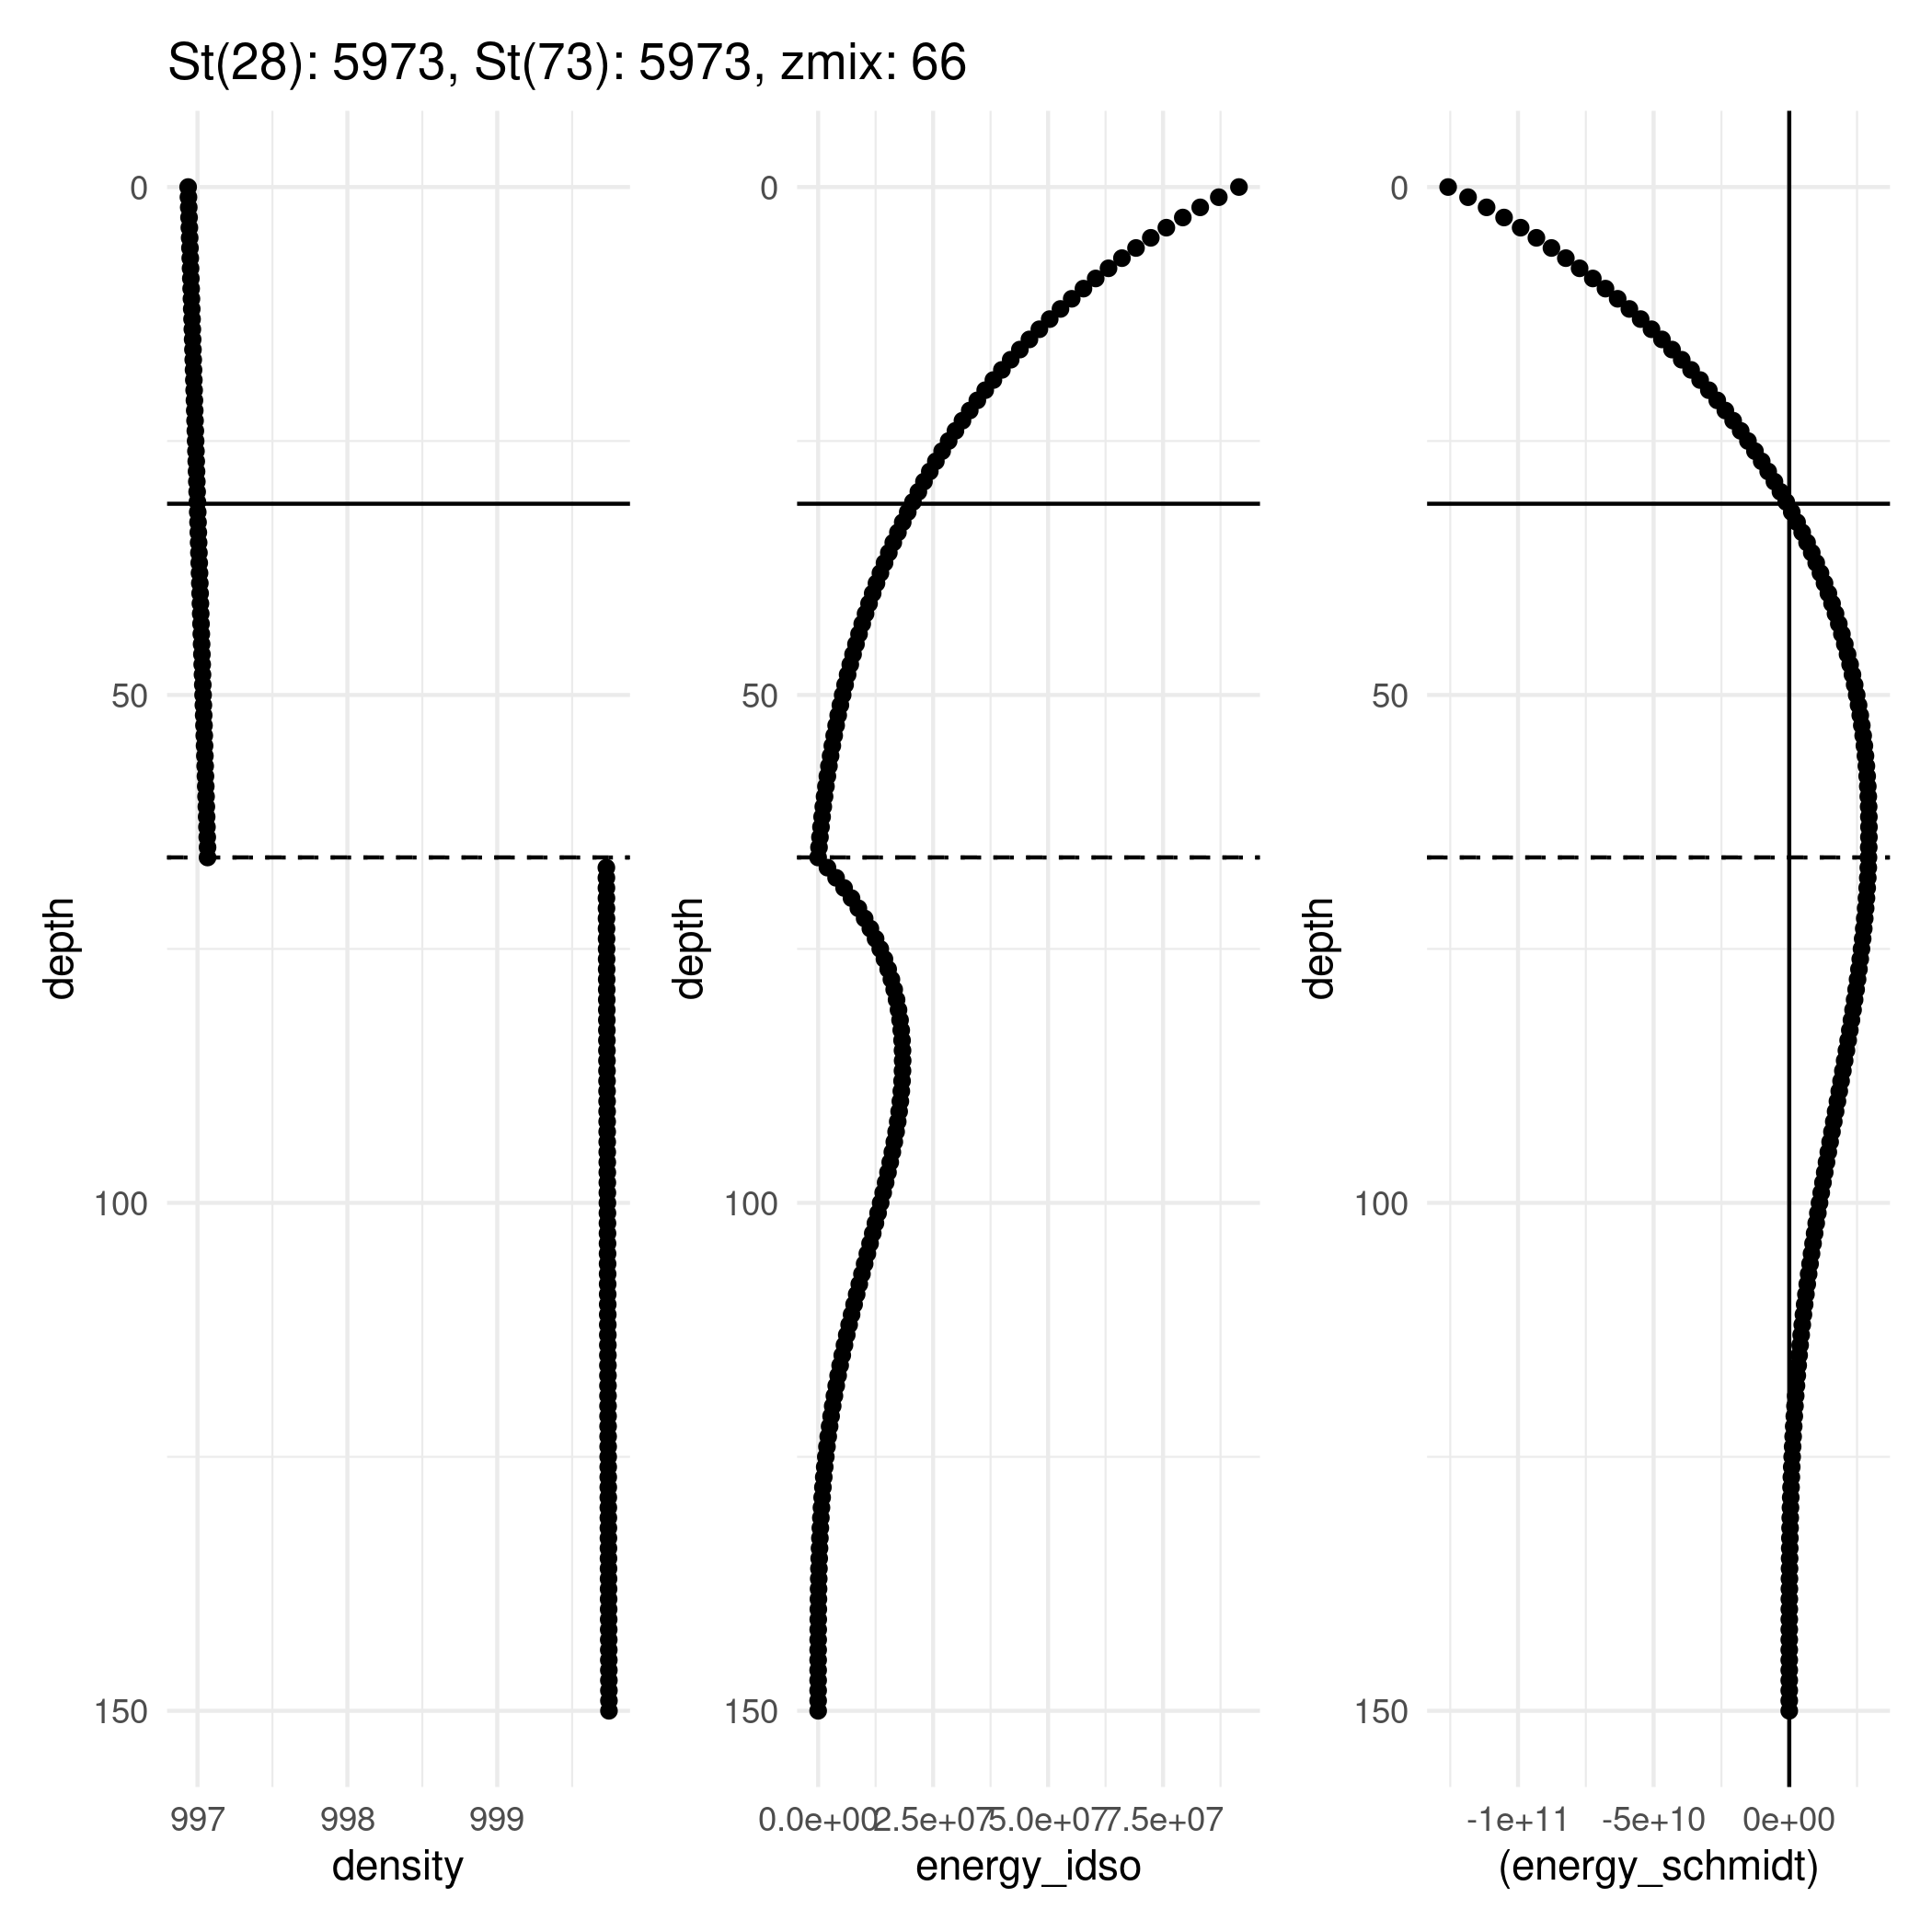 St(28): 5973, St(73): 5973, zmix: 66
0
50
100
150
depth
997
998
999
density
0
50
100
150
depth
0.0e+00
2.5e+07
5.0e+07
7.5e+07
energy_idso
0
50
100
150
depth
-1e+11
-5e+10
0e+00
(energy_schmidt)